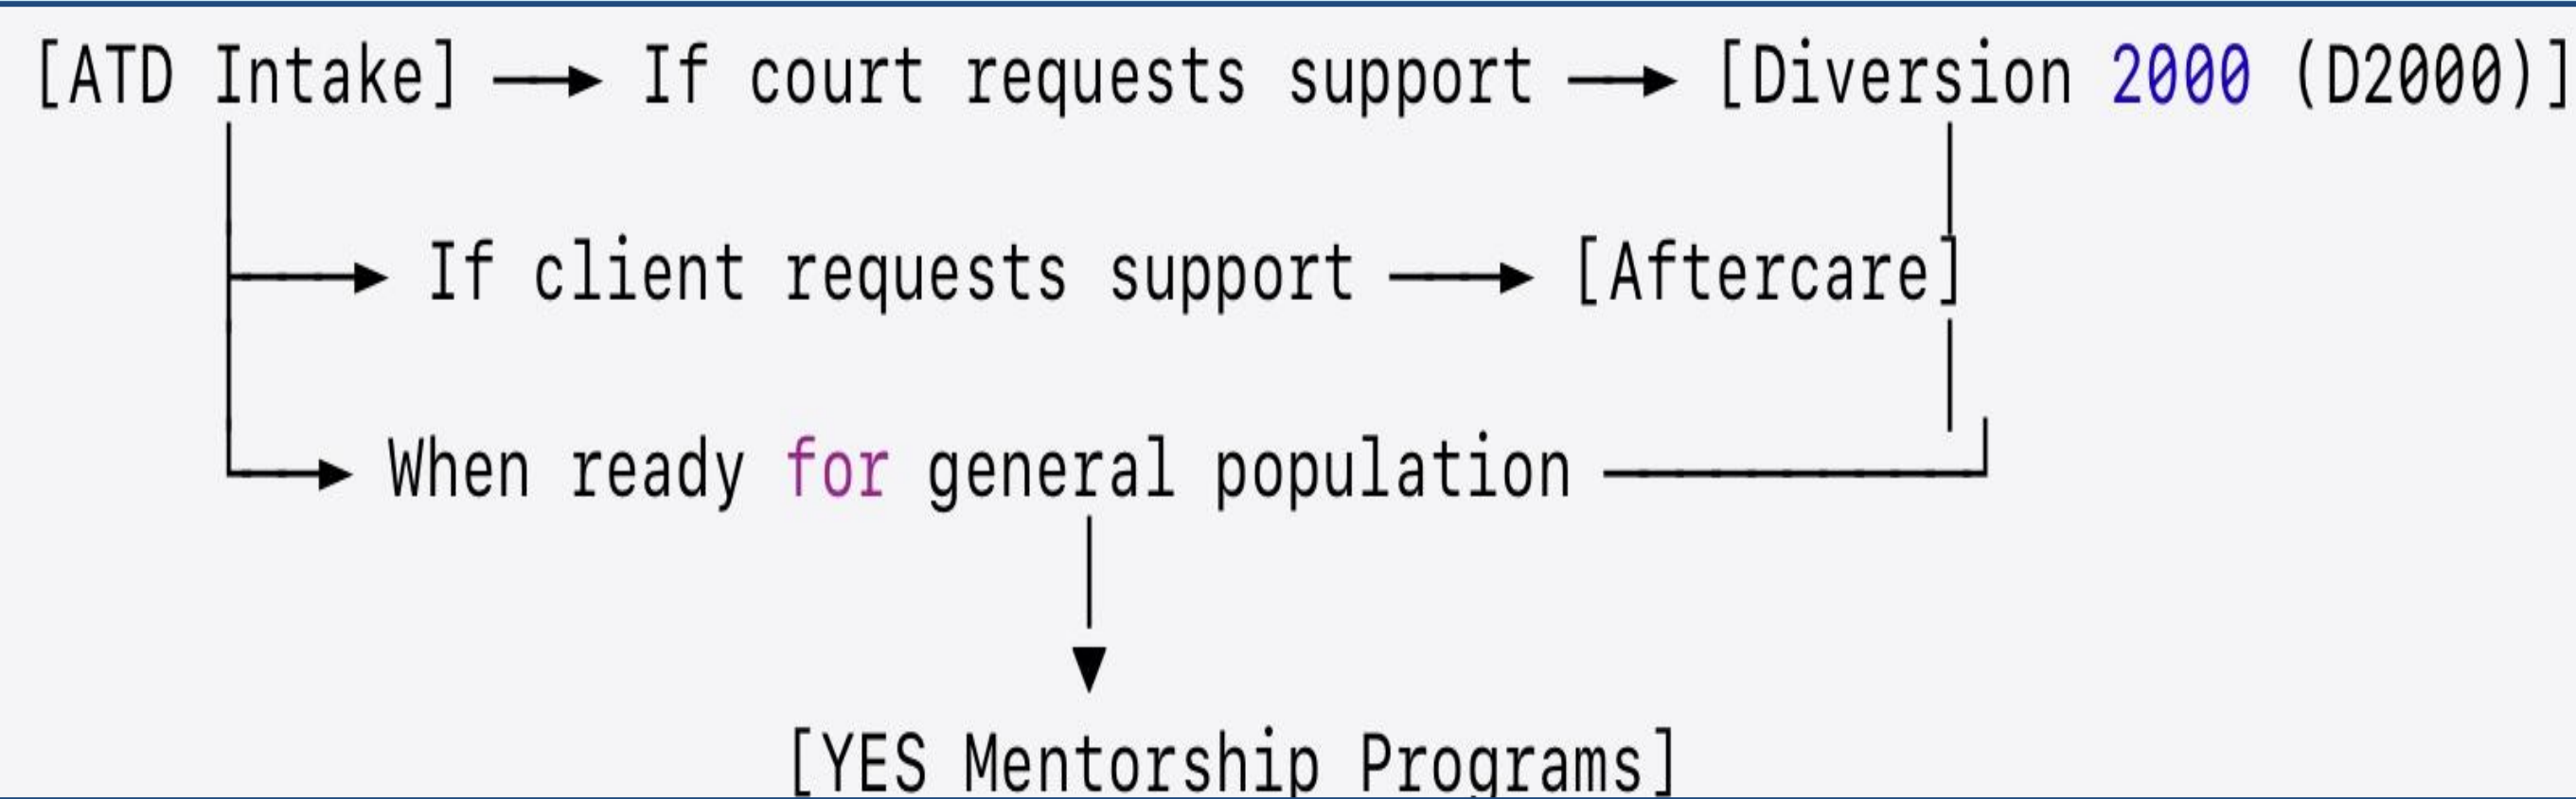 [ATD Intake] → If court requests support → [Diversion 2000 (D2000)]
If client requests support → [Aftercare]
When ready for general population
[YES Mentorship Programs]